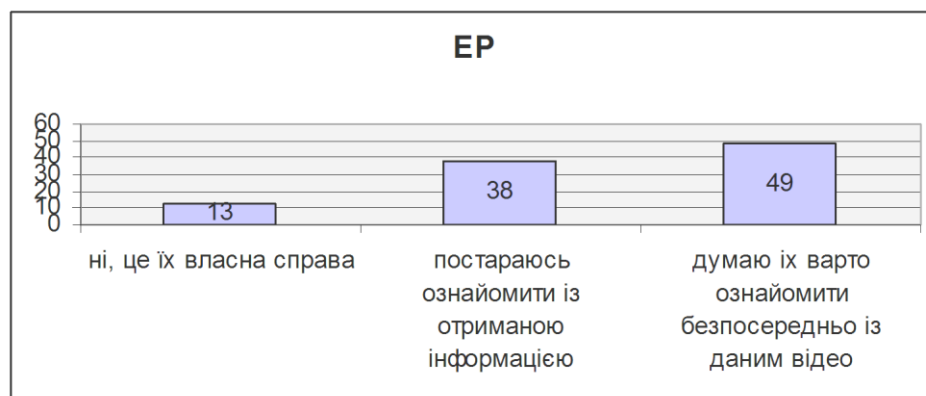 ЕР
60
50
40
30
20
10
0
13
38
49
ні, це їх власна справа
постараюсь
ознайомити із
отриманою
інформацією
думаю їх варто
ознайомити
безпосередньо із
даним відео